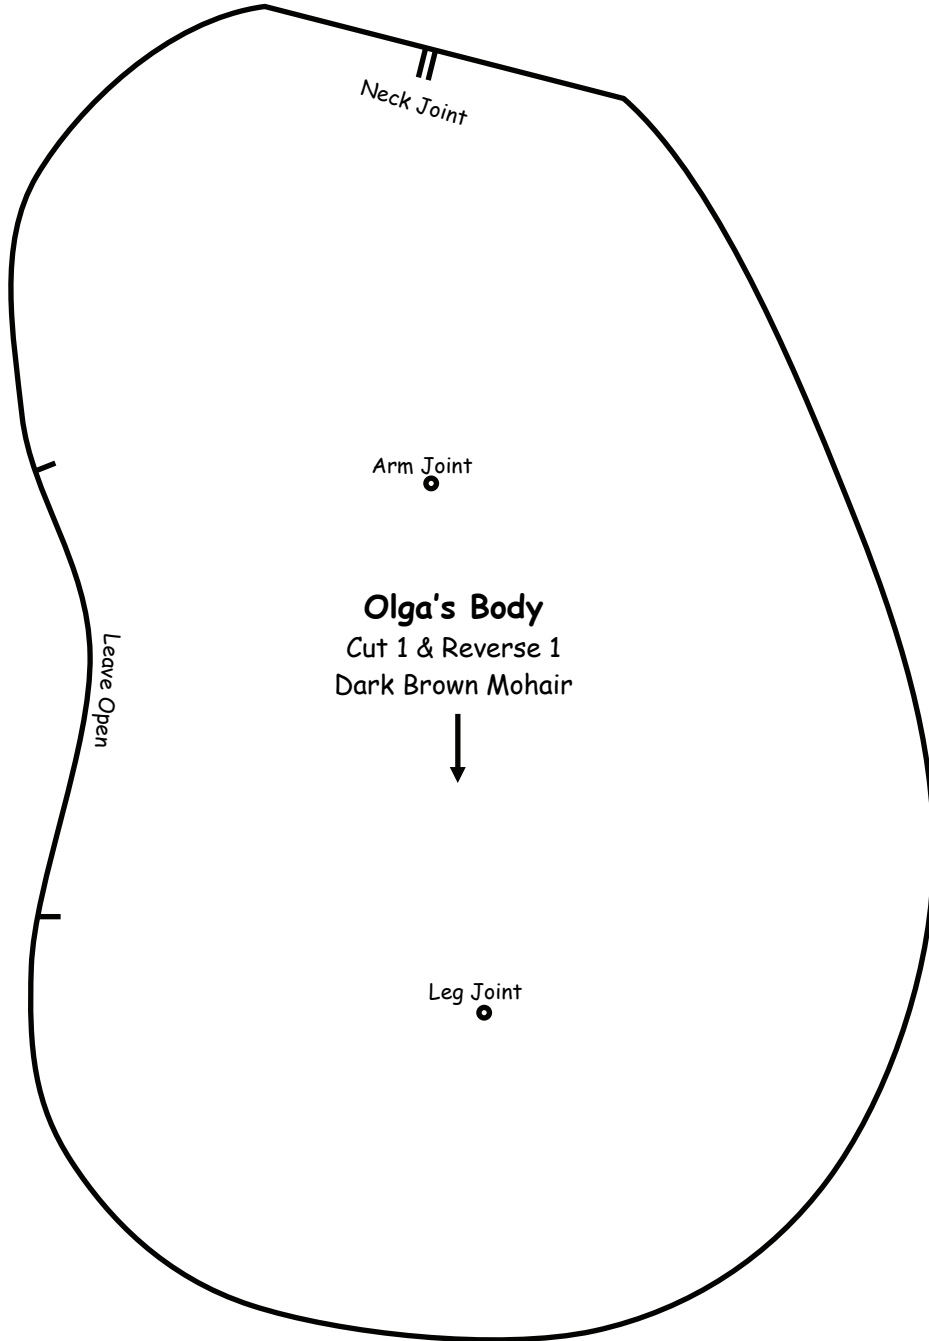 Neck Joint
Arm Joint
Olga's Body
Cut 1 & Reverse 1
Dark Brown Mohair
Leave Open
Leg Joint